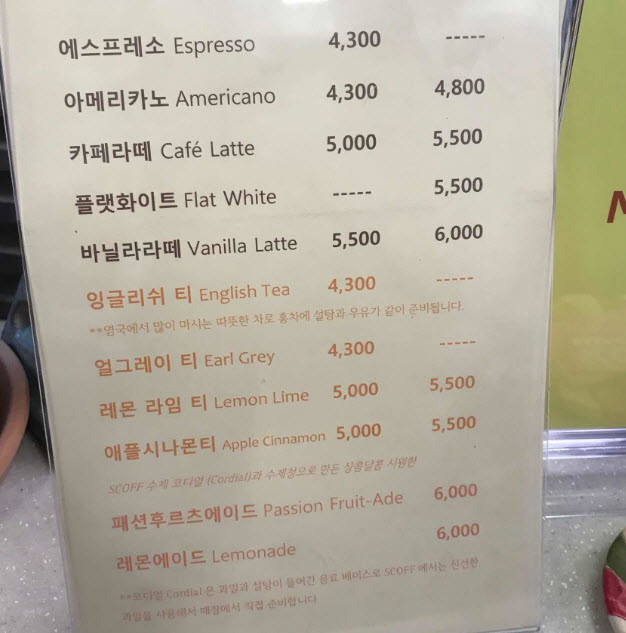 에스프레소 Espresso 4,300 -----
아메리카노 Americano 4,300 4,800
카페라떼 Café Latte 5,000 5,500
플랫화이트 Flat White ----- 5,500
바닐라라떼 Vanilla Latte 5,500 6,000
잉글리쉬 티 English Tea 4,300 -----
**영국에서 많이 마시는 따뜻한 차로 홍차에 설탕과 우유가 같이 준비됩니다.
얼그레이 티 Earl Grey 4,300 -----
레몬 라임 티 Lemon Lime 5,000 5,500
애플시나몬티 Apple Cinnamon 5,000 5,500
SCOFF 수제 코디얼 (Cordial)과 수제청으로 만든 상콤달콤 시원한
패션후르츠에이드 Passion Fruit-Ade 6,000
레몬에이드 Lemonade 6,000
**코디얼 Cordial 은 과일과 설탕이 들어간 음료 베이스로 SCOFF 에서는 신선한
과일을 사용해서 매장에서 직접 준비합니다.